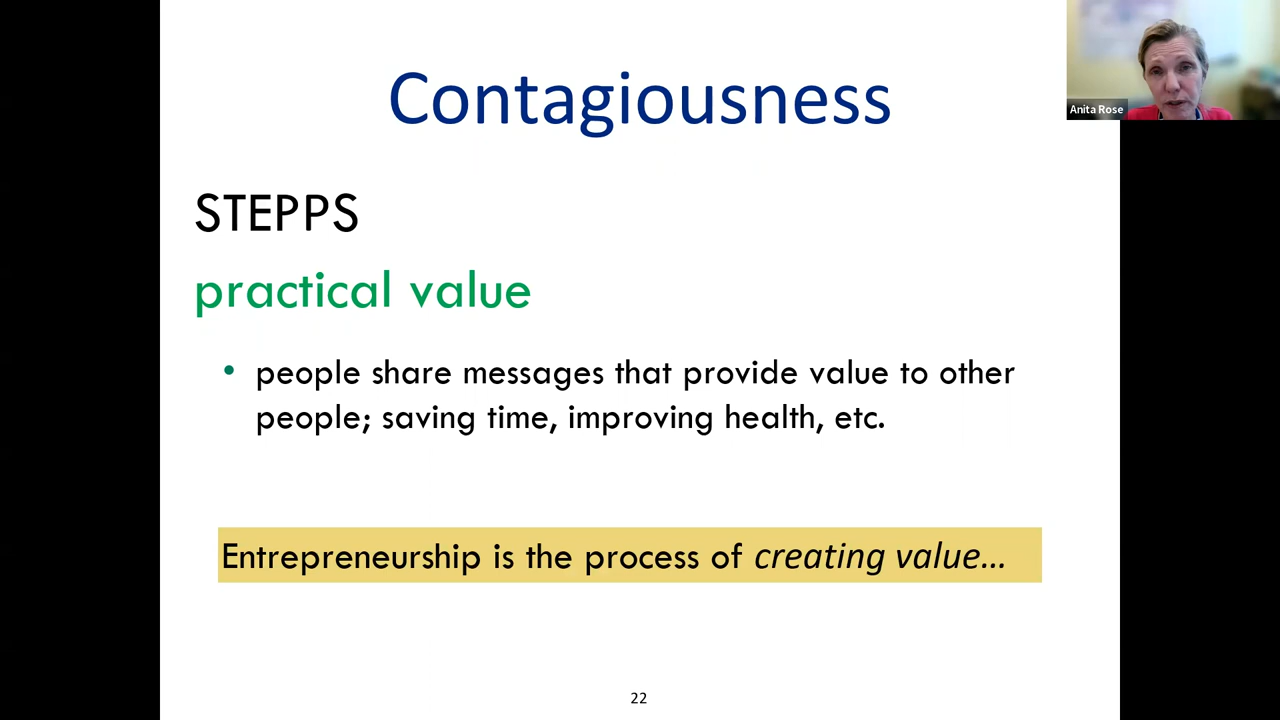 Contagiousness
Anita Rose
STEPPS
practical value
• people share messages that provide value to other
people; saving time, improving health, etc.
Entrepreneurship is the process of creating value...
22